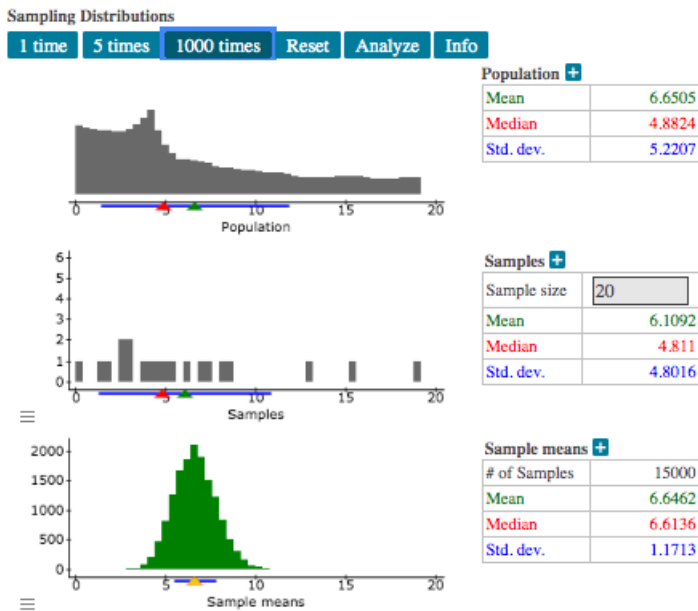 Sampling Distributions
1 time 5 times 1000 times Reset Analyze Info
Population +
Mean 6.6505
Median 4.8824
Std. dev. 5.2207
0 5 10 15 20
Population
Samples +
Sample size 20
Mean 6.1092
Median 4.811
Std. dev. 4.8016
6
5
4
3
2
1
0
0 5 10 15 20
Samples
Sample means +
# of Samples 15000
Mean 6.6462
Median 6.6136
Std. dev. 1.1713
2000
1500
1000
500
0
0 5 10 15 20
Sample means